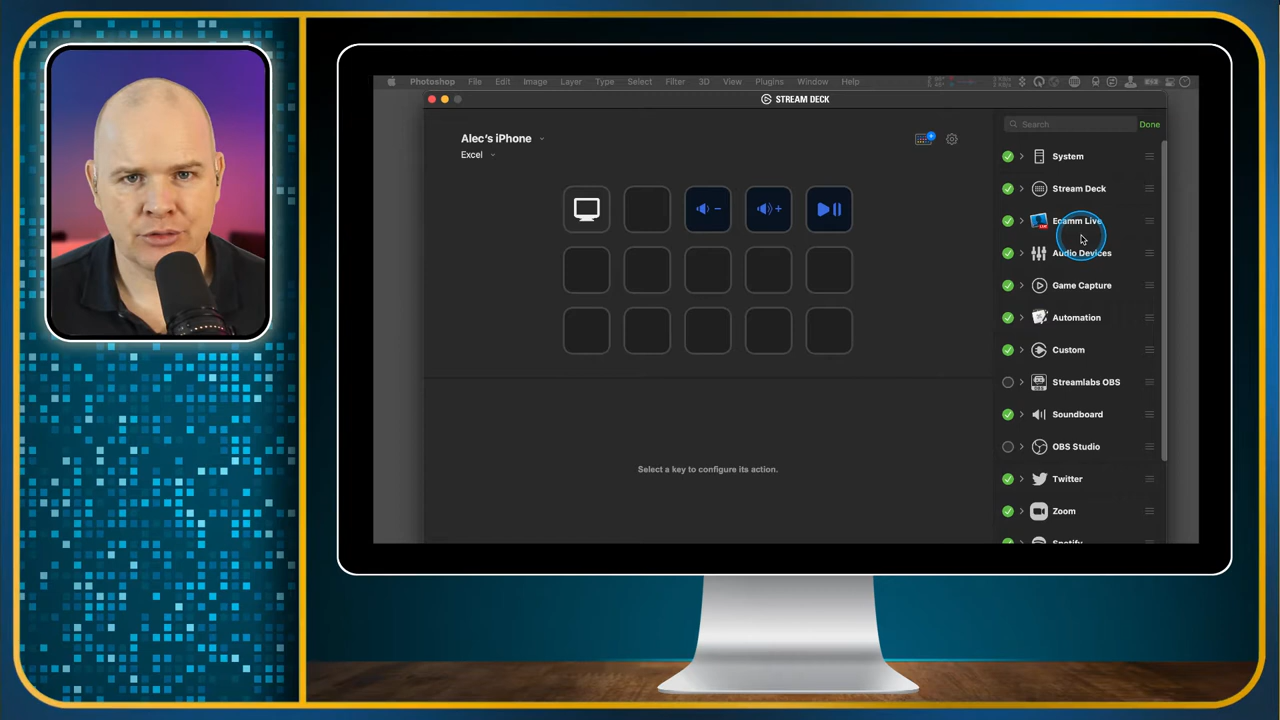 Photoshop File Edit Image Layer Type Select Filter 3D View Plugins Window Help
STREAM DECK
Alec's iPhone
Excel
Search
Done
System
Stream Deck
Ecamm Live
Audio Devices
Game Capture
Automation
Custom
Streamlabs OBS
Soundboard
OBS Studio
Twitter
Zoom
Spotify
Select a key to configure its action.